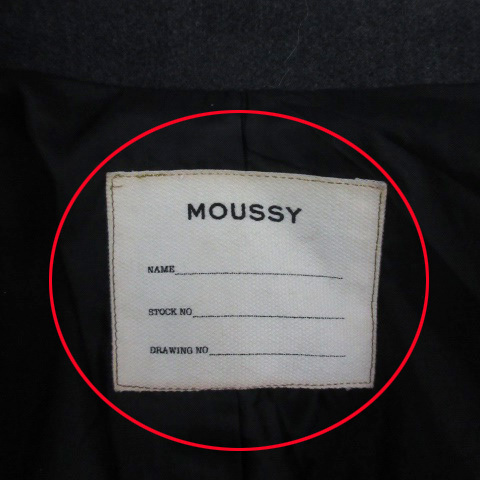 MOUSSY
NAME
STOCK NO
DRAWING NO